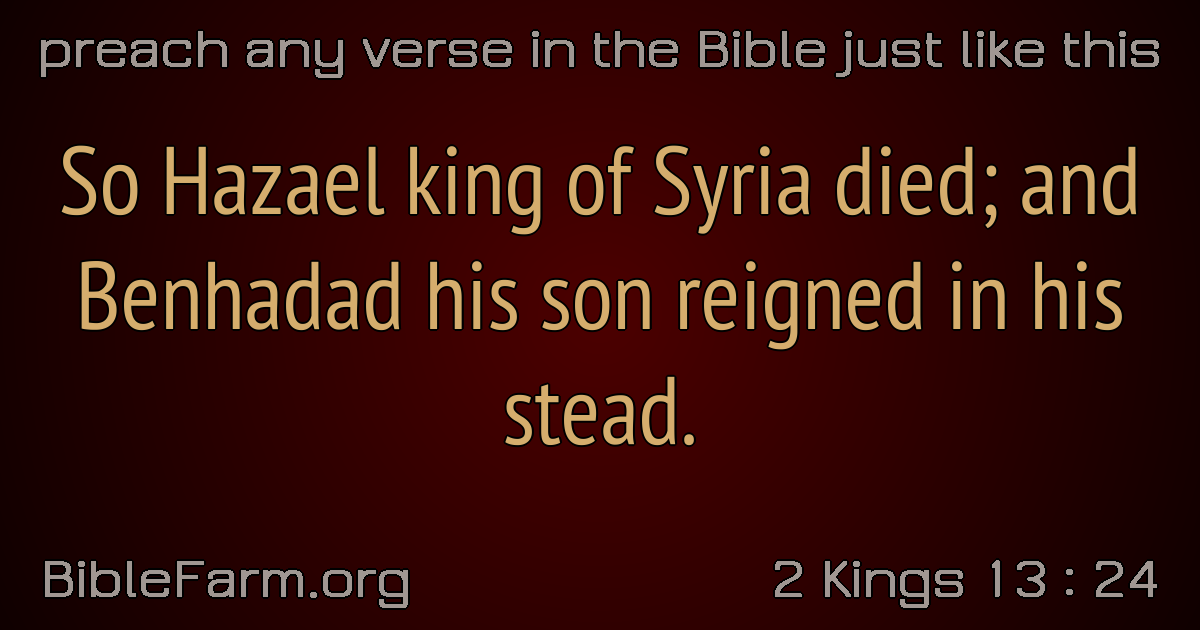 preach any verse in the Bible just like this
So Hazael king of Syria died; and
Benhadad his son reigned in his
stead.
BibleFarm.org
2 Kings 13 : 24